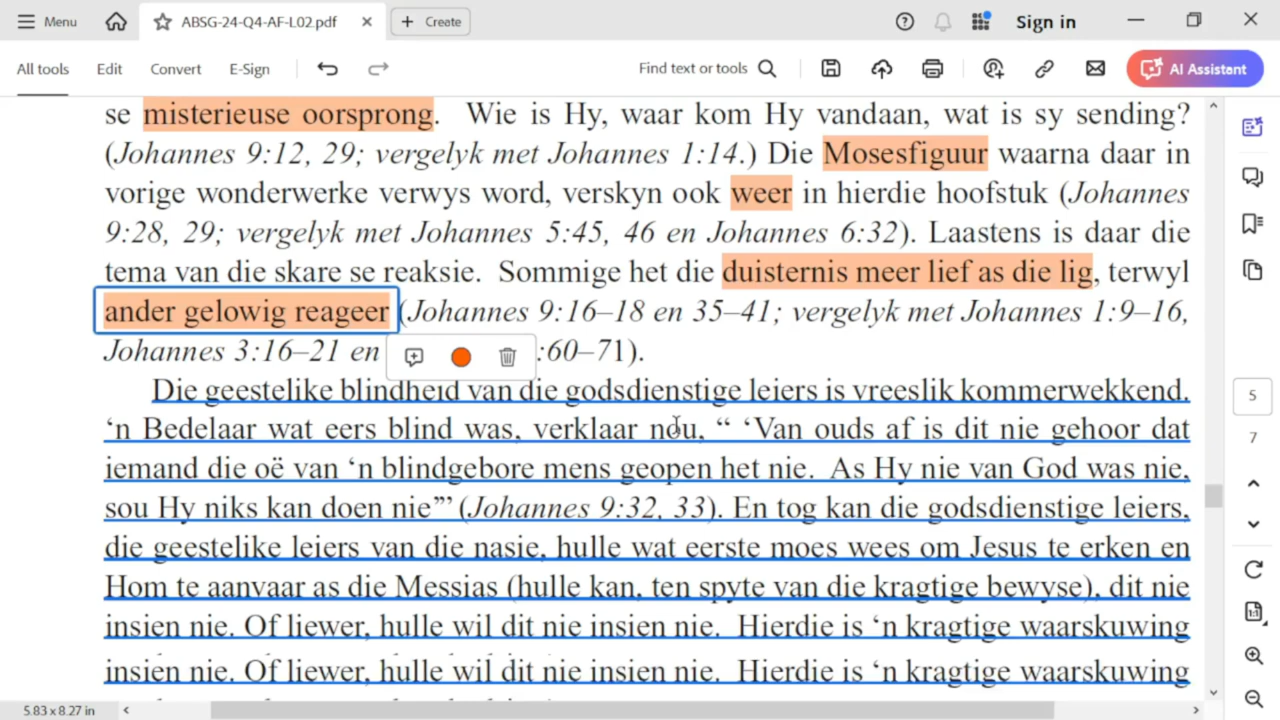 Menu
ABSG-24-Q4-AF-L02.pdf
Create
Sign in
All tools
Edit
Convert
E-Sign
Find text or tools
AI Assistant
se misterieuse oorsprong. Wie is Hy, waar kom Hy vandaan, wat is sy sending?
(Johannes 9:12, 29; vergelyk met Johannes 1:14.) Die Mosesfiguur waarna daar in
vorige wonderwerke verwys word, verskyn ook weer in hierdie hoofstuk (Johannes
9:28, 29; vergelyk met Johannes 5:45, 46 en Johannes 6:32). Laastens is daar die
tema van die skare se reaksie. Sommige het die duisternis meer lief as die lig, terwyl
ander gelowig reageer (Johannes 9:16–18 en 35–41; vergelyk met Johannes 1:9–16,
Johannes 3:16–21 en :60–71).
Die geestelike blindheid van die godsdienstige leiers is vreeslik kommerwekkend.
‘n Bedelaar wat eers blind was, verklaar nou, “ ‘Van ouds af is dit nie gehoor dat
iemand die oë van ‘n blindgebore mens geopen het nie. As Hy nie van God was nie,
sou Hy niks kan doen nie’” (Johannes 9:32, 33). En tog kan die godsdienstige leiers,
die geestelike leiers van die nasie, hulle wat eerste moes wees om Jesus te erken en
Hom te aanvaar as die Messias (hulle kan, ten spyte van die kragtige bewyse), dit nie
insien nie. Of liewer, hulle wil dit nie insien nie. Hierdie is ‘n kragtige waarskuwing
insien nie. Of liewer, hulle wil dit nie insien nie. Hierdie is ‘n kragtige waarskuwing
5
7
5.83 x 8.27 in